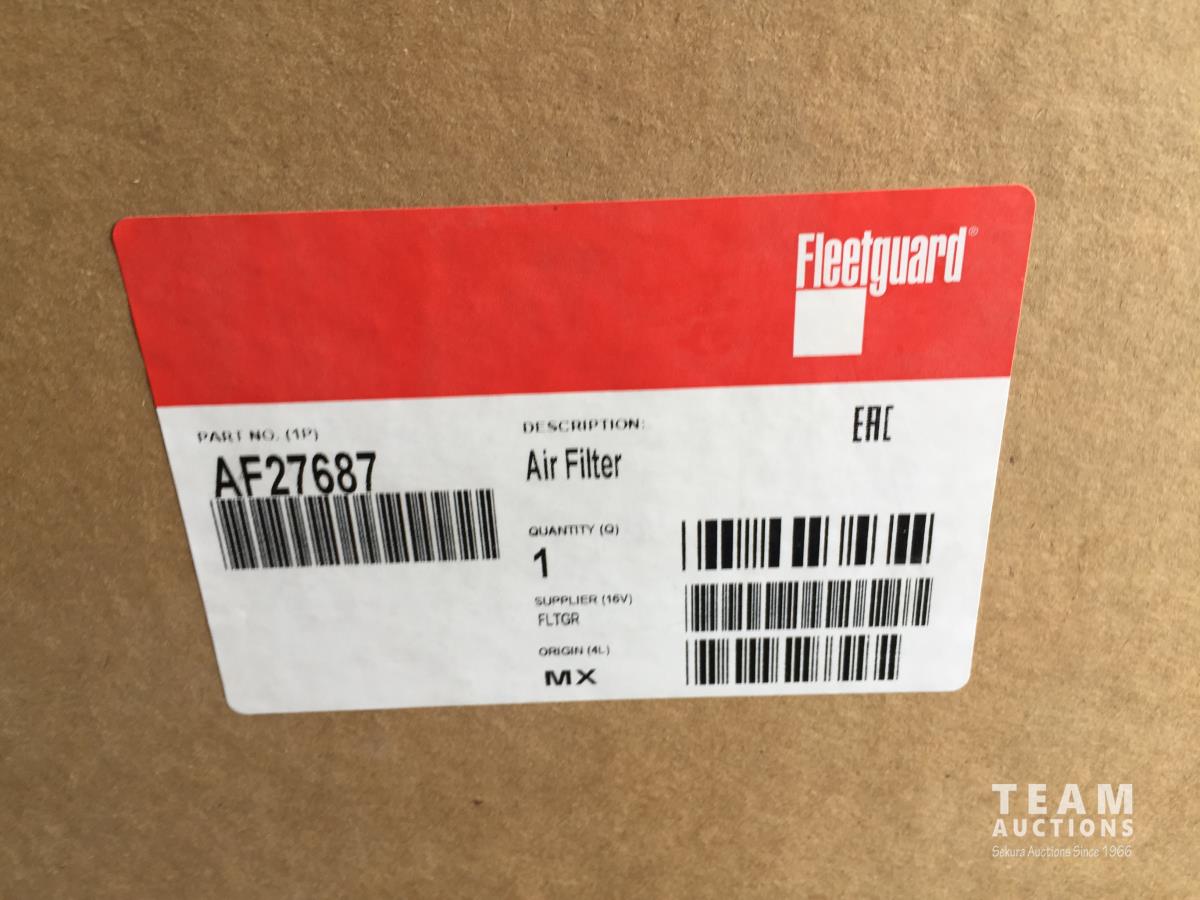 Fleetguard®
PART NO. (1P)
AF27687
DESCRIPTION:
Air Filter
EAC
QUANTITY (Q)
1
SUPPLIER (16V)
FLTGR
ORIGIN (4L)
MX
TEAM
AUCTIONS
Sekura Auctions Since 1966